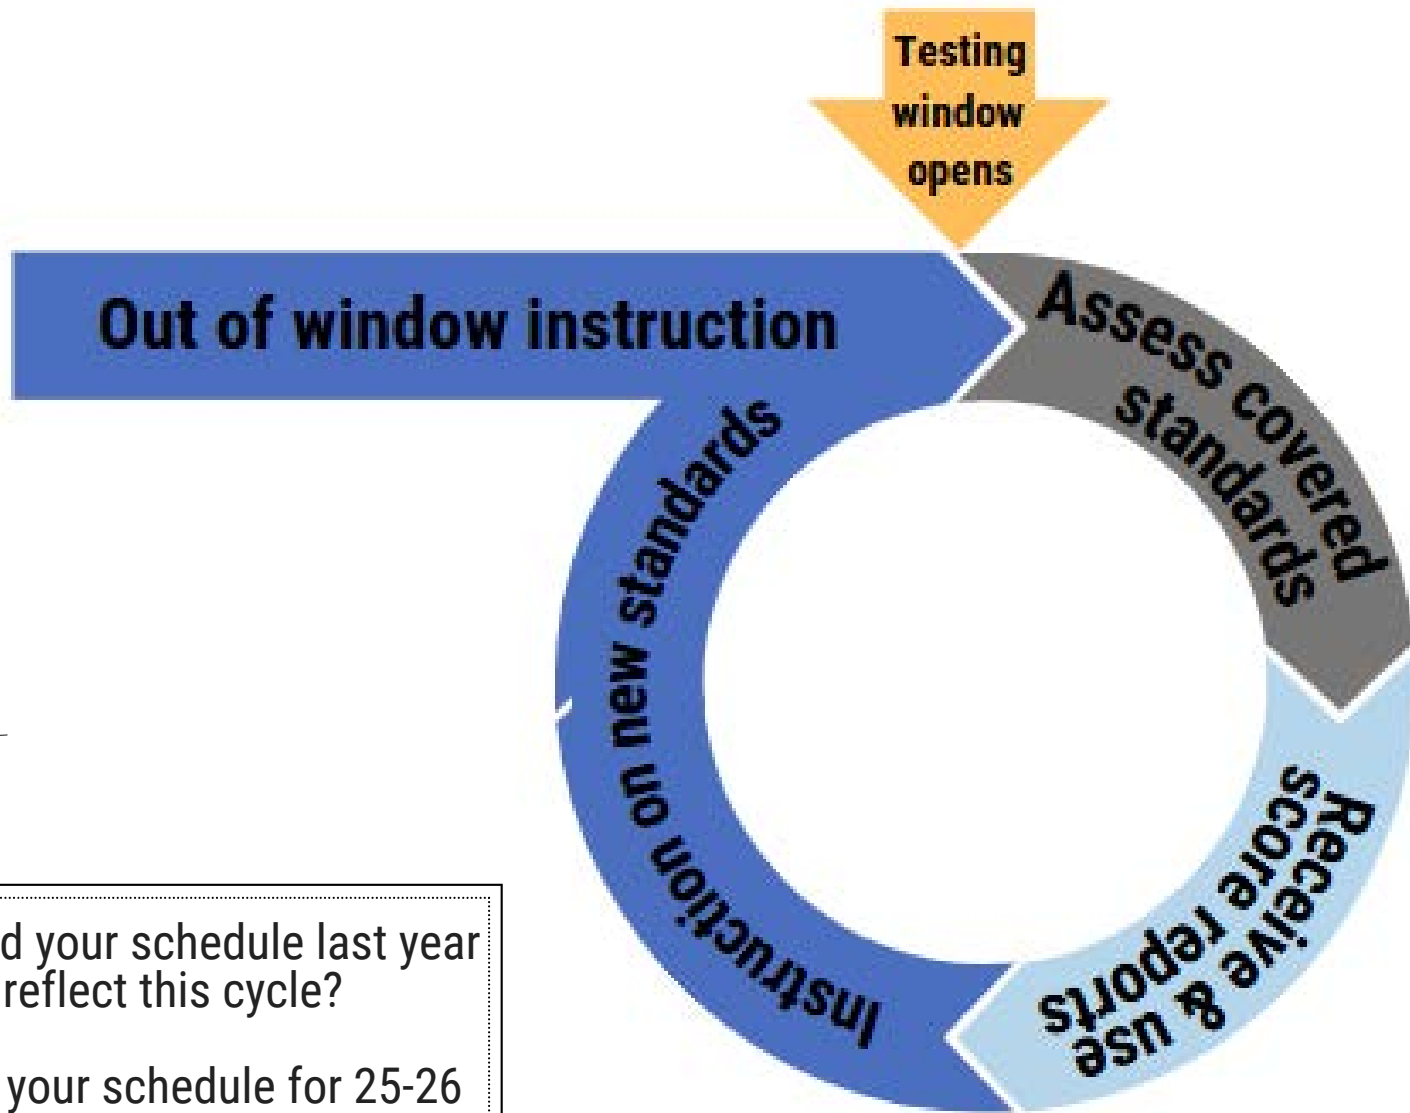 Testing
window
opens
Out of window instruction
Assess covered
standards
Receive & use
score reports
Instruction on new standards
d your schedule last year
reflect this cycle?
your schedule for 25-26